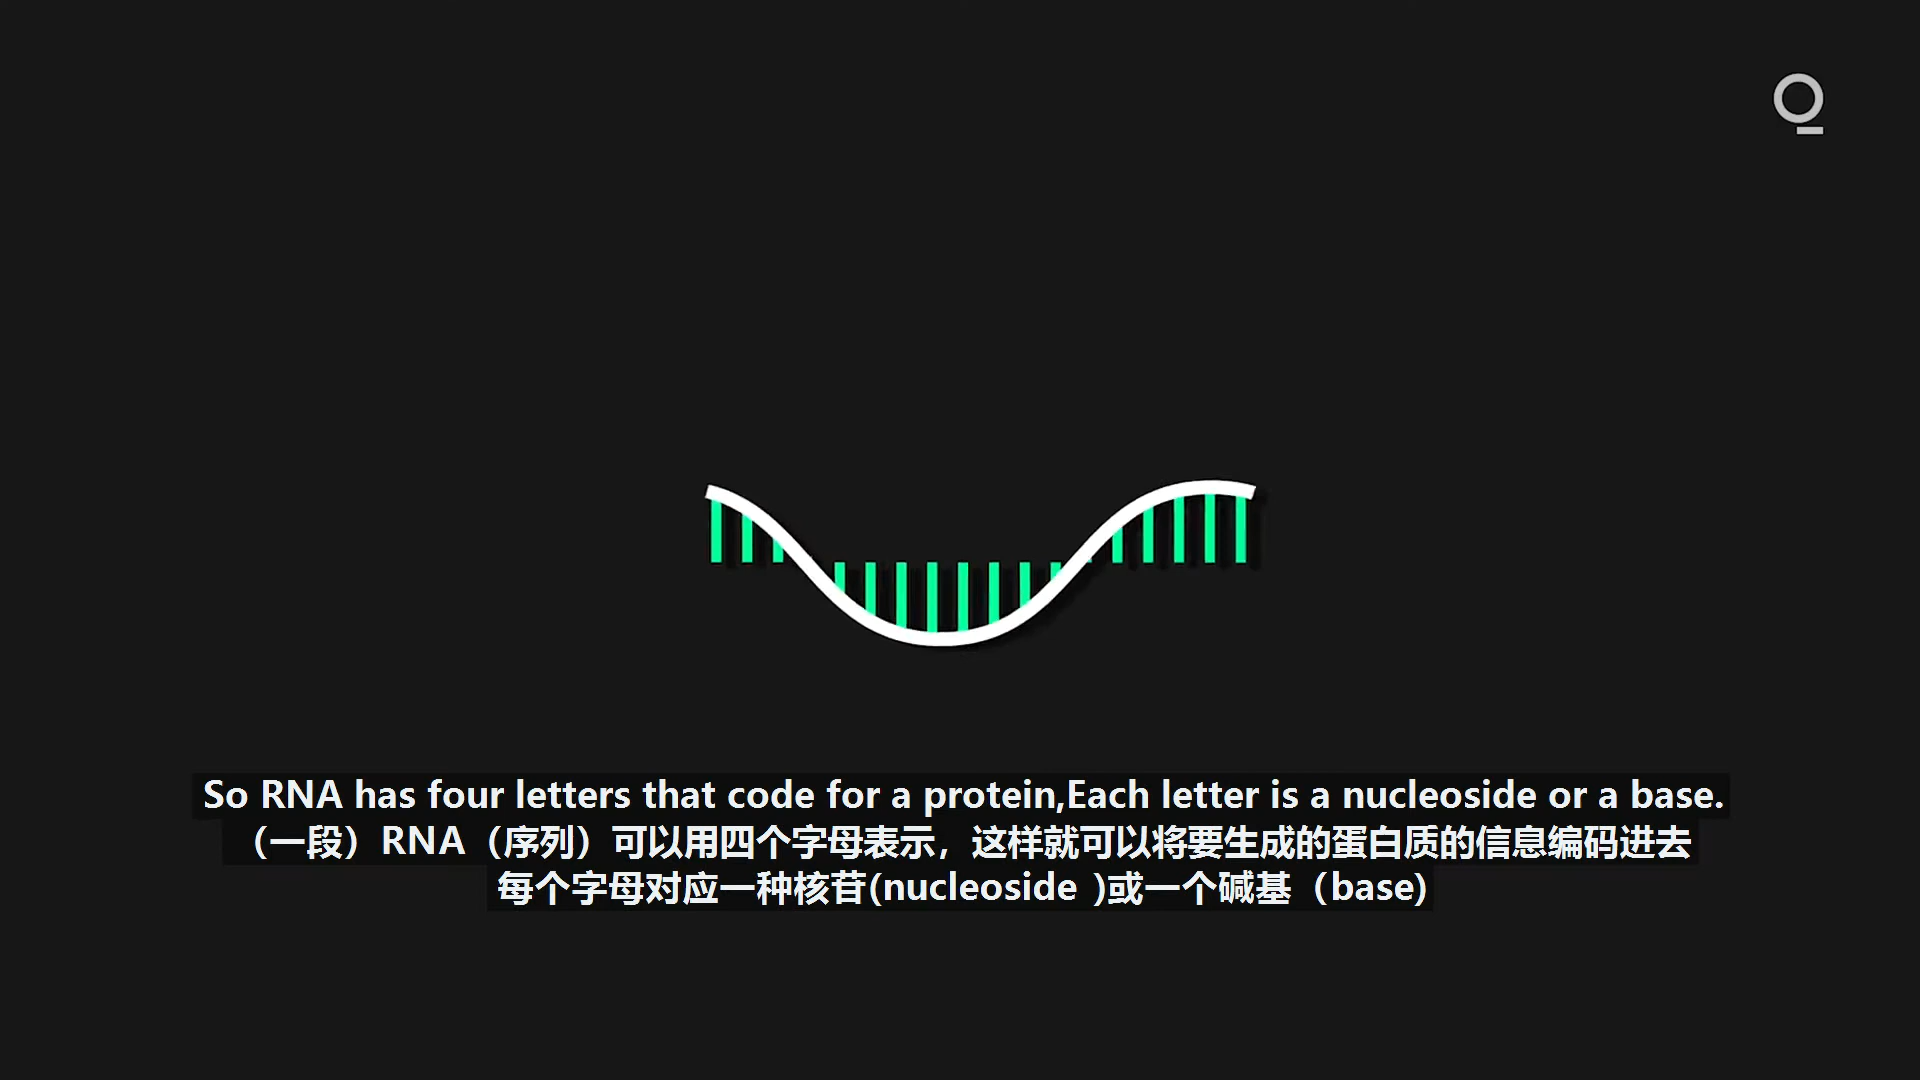 So RNA has four letters that code for a protein,Each letter is a nucleoside or a base.
（一段）RNA（序列）可以用四个字母表示，这样就可以将要生成的蛋白质的信息编码进去
每个字母对应一种核苷(nucleoside )或一个碱基（base)